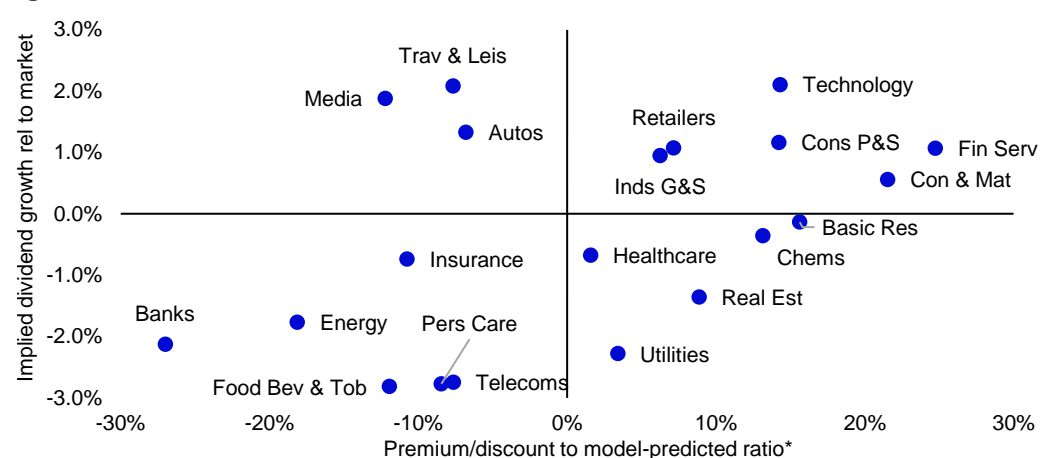 3.0%
Trav & Leis
2.0%
Media
Technology
Autos
Retailers
1.0%
Cons P&S
Fin Serv
Inds G&S
Con & Mat
0.0%
Basic Res
Healthcare
Chems
Insurance
-1.0%
Real Est
Banks
Energy
Pers Care
-2.0%
Utilities
Food Bev & Tob
Telecoms
-3.0%
-30%
-20%
-10%
0%
10%
20%
30%
Premium/discount to model-predicted ratio*
Implied dividend growth rel to market